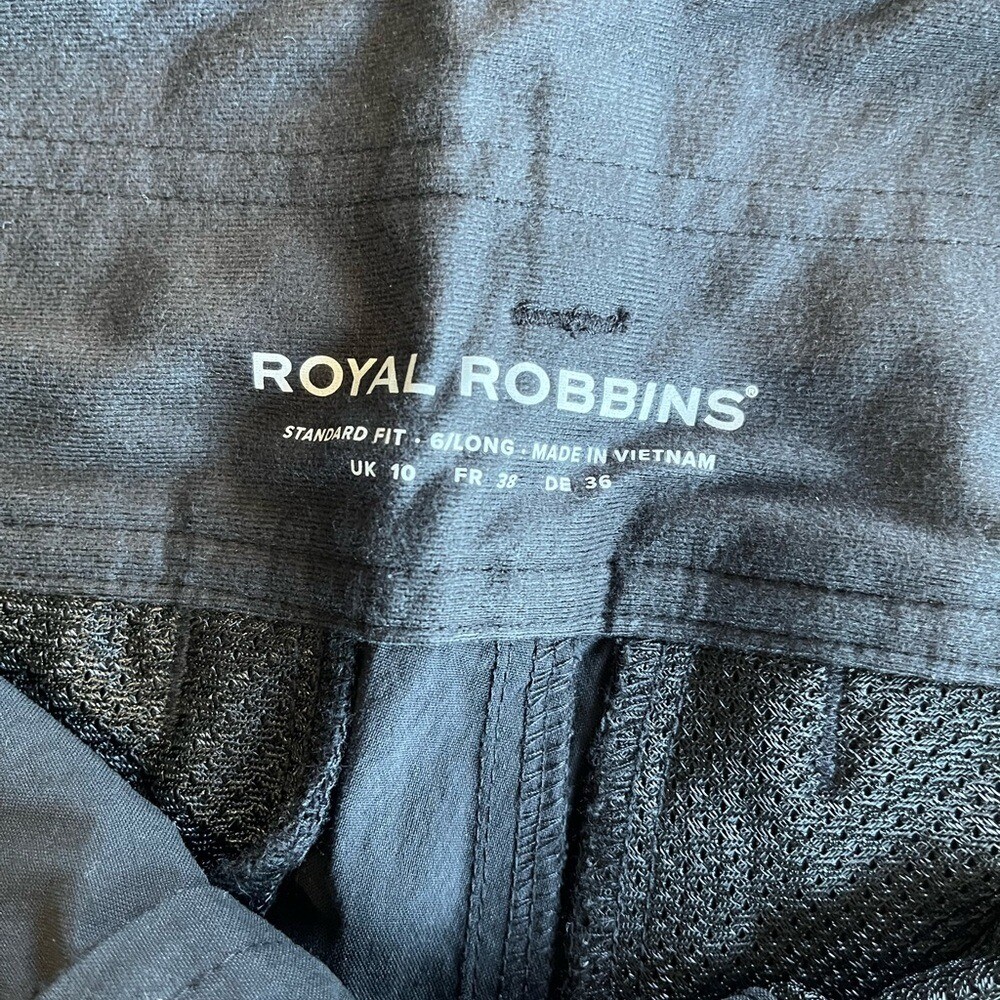 ROYAL ROBBINS®
STANDARD FIT · 6/LONG · MADE IN VIETNAM
UK 10 FR 38 DE 36